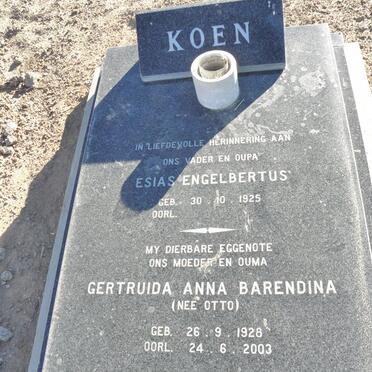 KOEN
IN LIEFDEVOLLE HERINNERING AAN
ONS VADER EN OUPA
ESIAS ENGELBERTUS
GEB. 30 · 10 · 1925
OORL.
MY DIERBARE EGGENOTE
ONS MOEDER EN OUMA
GERTRUIDA ANNA BARENDINA
(NEE OTTO)
GEB. 26 · 9 · 1928
OORL. 24 · 6 · 2003